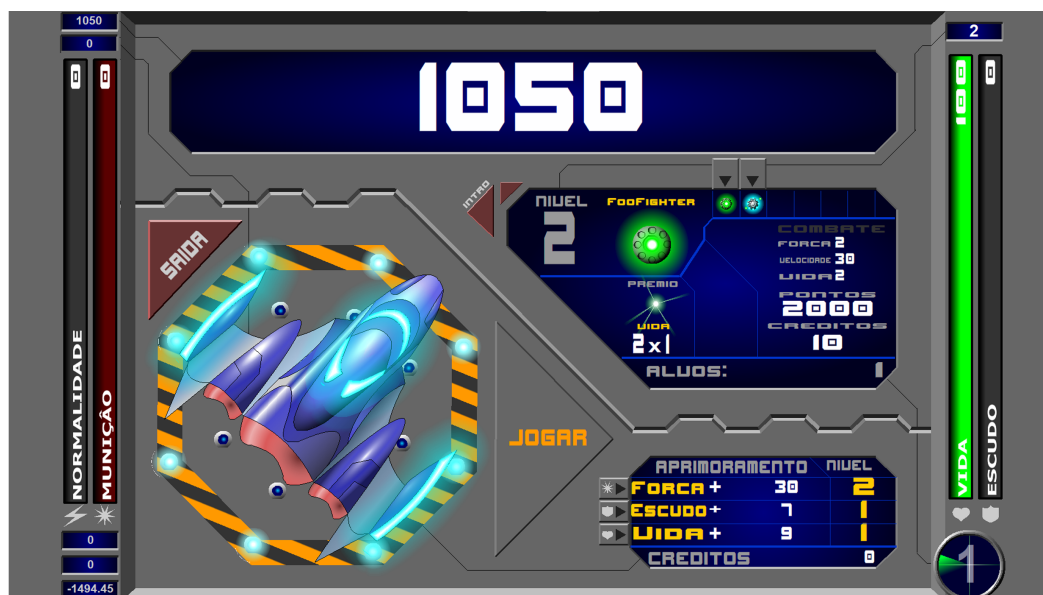 1050
0
0
0
NORMALIDADE
MUNIÇÂO
0
0
-1494.45
1050
SAIDA
INTRO
NIVEL
2
FOOFIGHTER
PREMIO
VIDA
2x1
COMBATE
FORCA 2
VELOCIDADE 30
VIDA 2
PONTOS
2000
CREDITOS
10
ALVOS: 1
JOGAR
APRIMORAMENTO NIVEL
FORCA+ 30 2
ESCUDO+ 7 1
VIDA+ 9 1
CREDITOS 0
2
100
0
VIDA
ESCUDO
1